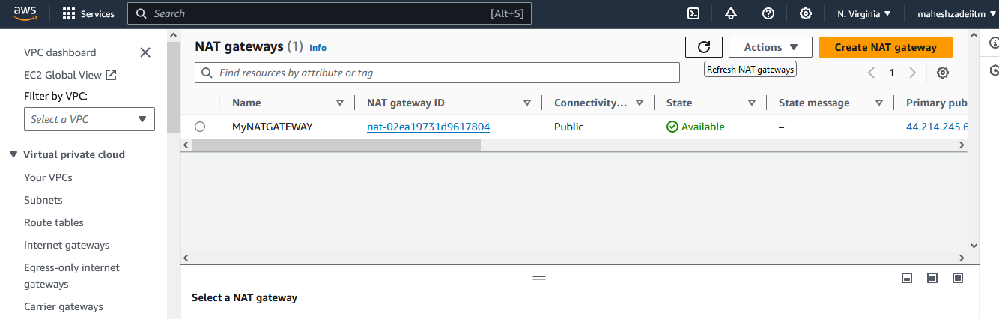 aws Services Search [Alt+S] N. Virginia maheshzadeiitm
VPC dashboard
EC2 Global View
Filter by VPC:
Select a VPC
Virtual private cloud
Your VPCs
Subnets
Route tables
Internet gateways
Egress-only internet
gateways
Carrier gateways
NAT gateways (1) Info
Actions
Create NAT gateway
Find resources by attribute or tag
Refresh NAT gateways
1
Name NAT gateway ID Connectivity... State State message Primary pub
MyNATGATEWAY nat-02ea19731d9617804 Public Available – 44.214.245.6
Select a NAT gateway